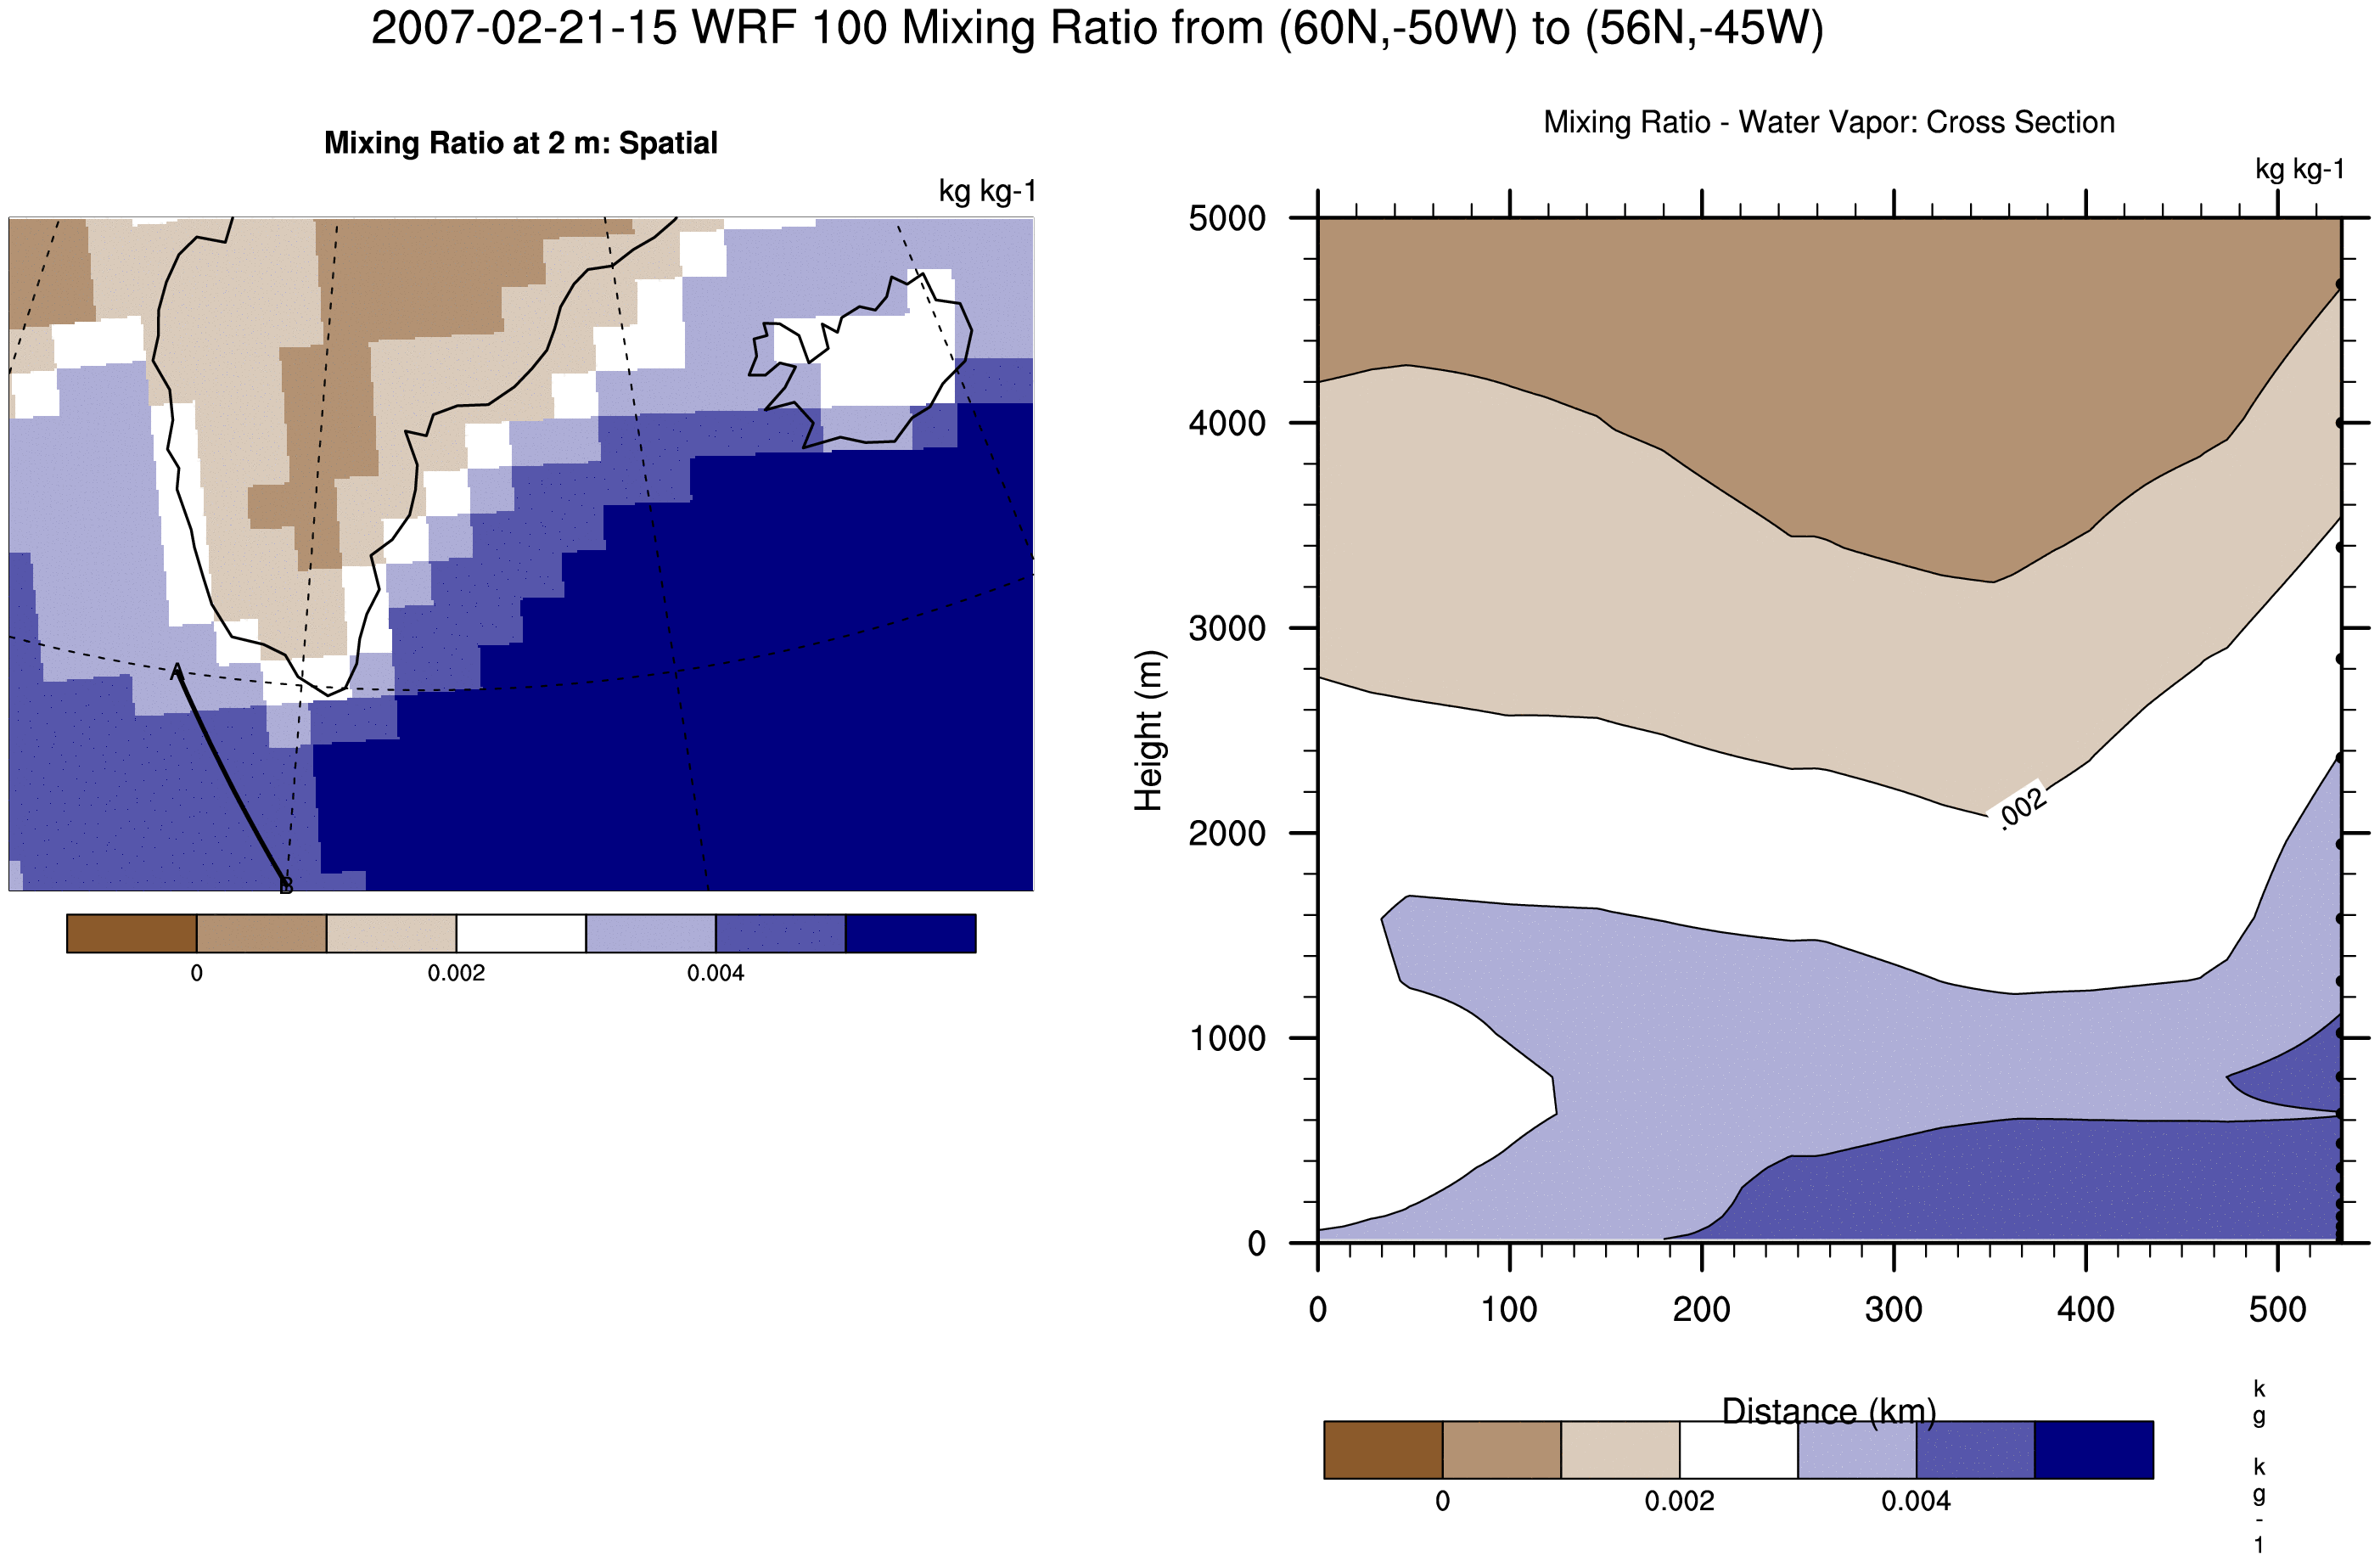 2007-02-21-15 WRF 100 Mixing Ratio from (60N,-50W) to (56N,-45W)
Mixing Ratio at 2 m: Spatial
kg kg-1
A
B
0 0.002 0.004
Mixing Ratio - Water Vapor: Cross Section
kg kg-1
5000
4000
3000
2000
1000
0
Height (m)
.002
0 100 200 300 400 500
Distance (km)
0 0.002 0.004
k
g
k
g
-
1